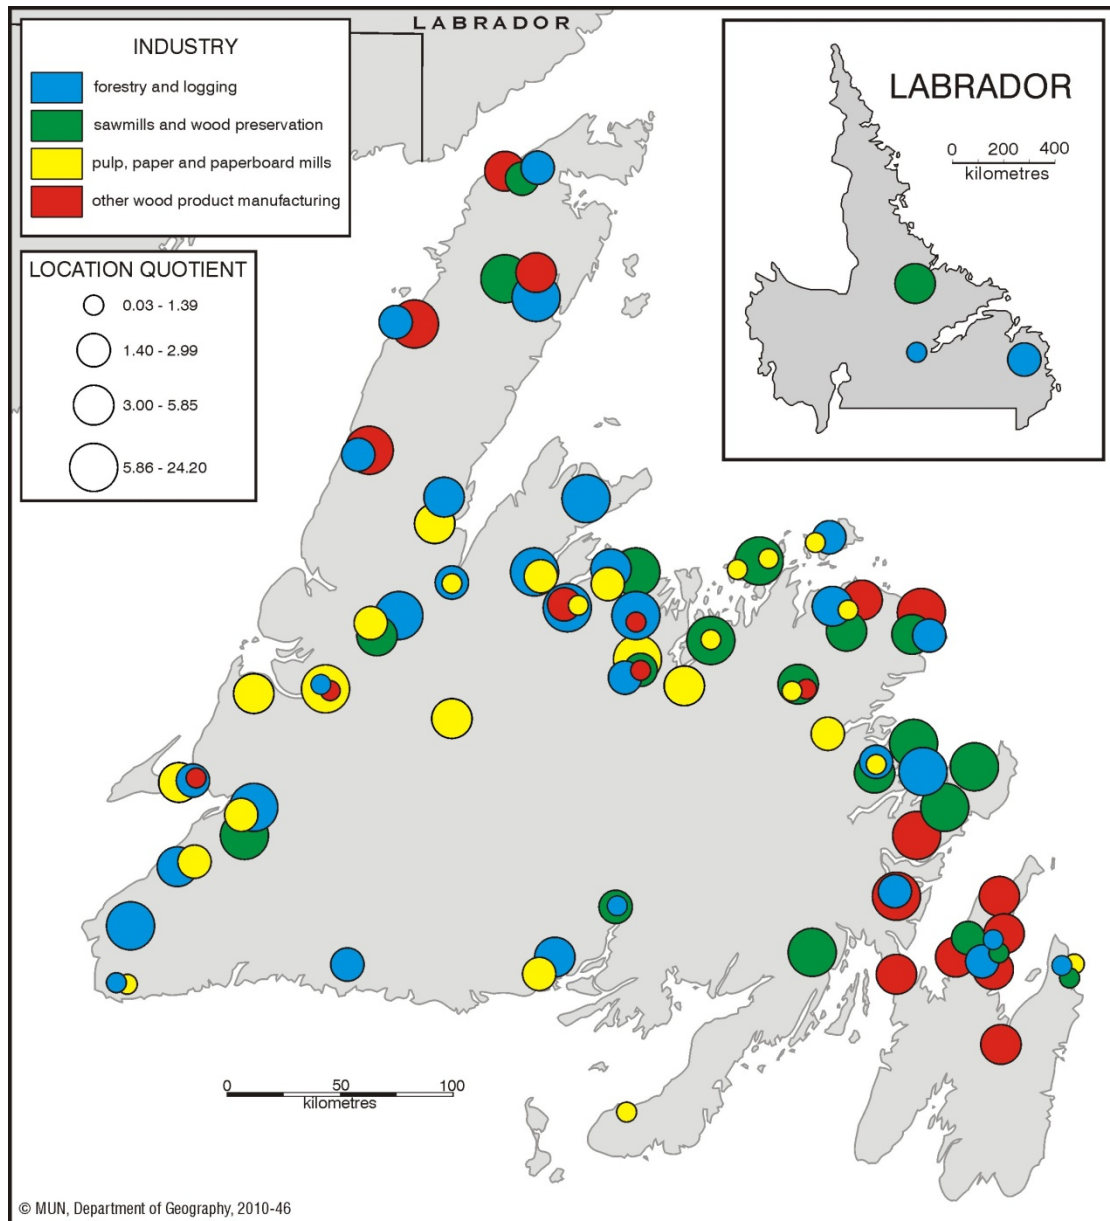 LABRADOR
INDUSTRY
forestry and logging
sawmills and wood preservation
pulp, paper and paperboard mills
other wood product manufacturing
LOCATION QUOTIENT
0.03 - 1.39
1.40 - 2.99
3.00 - 5.85
5.86 - 24.20
LABRADOR
0 200 400
kilometres
0 50 100
kilometres
© MUN, Department of Geography, 2010-46